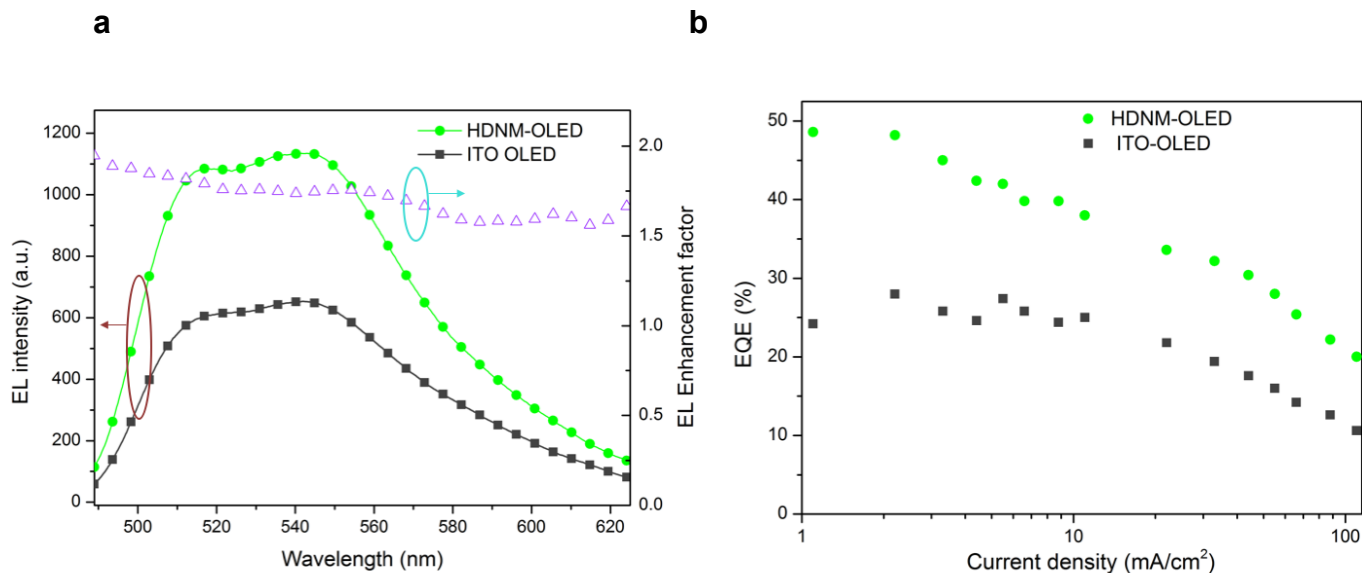 a
b
HDNM-OLED
ITO OLED
1200
1000
800
600
400
200
0
EL intensity (a.u.)
2.0
1.5
1.0
0.5
0.0
EL Enhancement factor
500
520
540
560
580
600
620
Wavelength (nm)
HDNM-OLED
ITO-OLED
50
40
30
20
10
0
EQE (%)
1
10
100
Current density (mA/cm²)